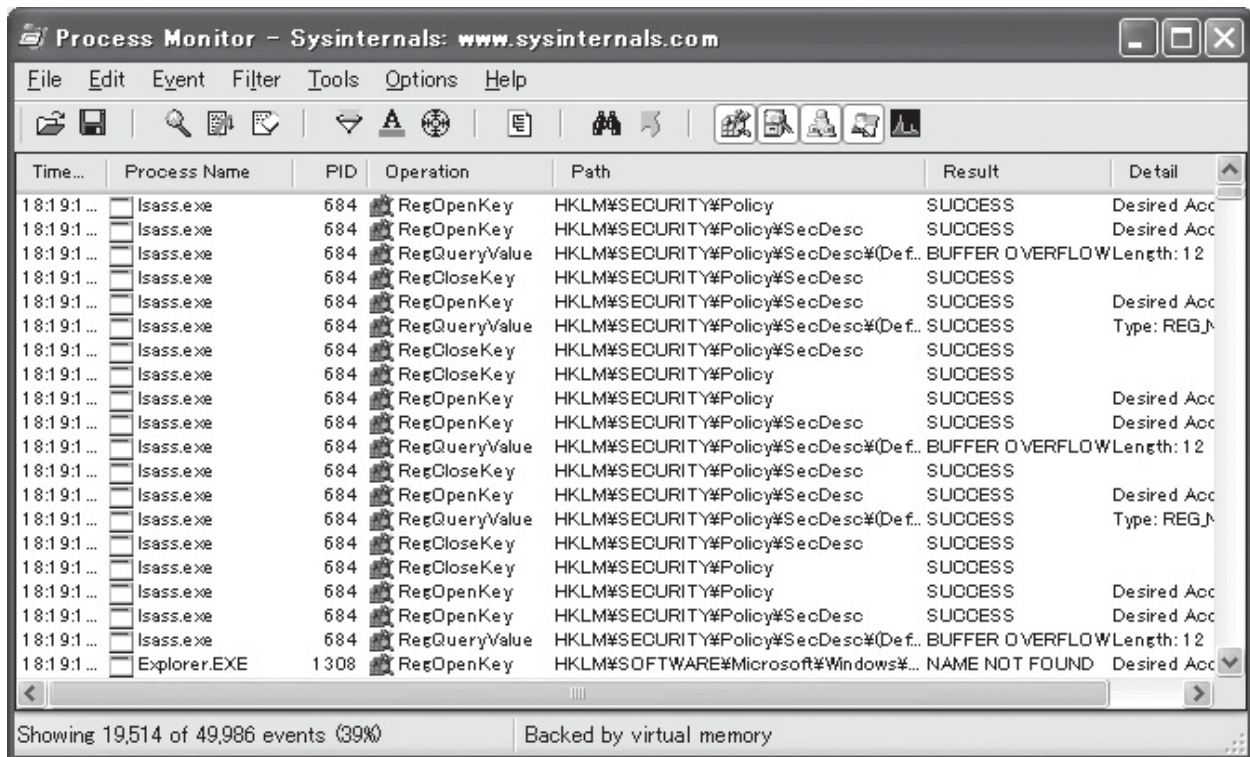 Process Monitor - Sysinternals: www.sysinternals.com
File Edit Event Filter Tools Options Help
Time... Process Name PID Operation Path Result Detail
18:19:1... lsass.exe 684 RegOpenKey HKLM¥SECURITY¥Policy SUCCESS Desired Acc
18:19:1... lsass.exe 684 RegOpenKey HKLM¥SECURITY¥Policy¥SecDesc SUCCESS Desired Acc
18:19:1... lsass.exe 684 RegQueryValue HKLM¥SECURITY¥Policy¥SecDesc¥(Def... BUFFER OVERFLOW Length: 12
18:19:1... lsass.exe 684 RegCloseKey HKLM¥SECURITY¥Policy¥SecDesc SUCCESS
18:19:1... lsass.exe 684 RegOpenKey HKLM¥SECURITY¥Policy¥SecDesc SUCCESS Desired Acc
18:19:1... lsass.exe 684 RegQueryValue HKLM¥SECURITY¥Policy¥SecDesc¥(Def... SUCCESS Type: REG_N
18:19:1... lsass.exe 684 RegCloseKey HKLM¥SECURITY¥Policy¥SecDesc SUCCESS
18:19:1... lsass.exe 684 RegCloseKey HKLM¥SECURITY¥Policy SUCCESS
18:19:1... lsass.exe 684 RegOpenKey HKLM¥SECURITY¥Policy SUCCESS Desired Acc
18:19:1... lsass.exe 684 RegOpenKey HKLM¥SECURITY¥Policy¥SecDesc SUCCESS Desired Acc
18:19:1... lsass.exe 684 RegQueryValue HKLM¥SECURITY¥Policy¥SecDesc¥(Def... BUFFER OVERFLOW Length: 12
18:19:1... lsass.exe 684 RegCloseKey HKLM¥SECURITY¥Policy¥SecDesc SUCCESS
18:19:1... lsass.exe 684 RegOpenKey HKLM¥SECURITY¥Policy¥SecDesc SUCCESS Desired Acc
18:19:1... lsass.exe 684 RegQueryValue HKLM¥SECURITY¥Policy¥SecDesc¥(Def... SUCCESS Type: REG_N
18:19:1... lsass.exe 684 RegCloseKey HKLM¥SECURITY¥Policy¥SecDesc SUCCESS
18:19:1... lsass.exe 684 RegCloseKey HKLM¥SECURITY¥Policy SUCCESS
18:19:1... lsass.exe 684 RegOpenKey HKLM¥SECURITY¥Policy SUCCESS Desired Acc
18:19:1... lsass.exe 684 RegOpenKey HKLM¥SECURITY¥Policy¥SecDesc SUCCESS Desired Acc
18:19:1... lsass.exe 684 RegQueryValue HKLM¥SECURITY¥Policy¥SecDesc¥(Def... BUFFER OVERFLOW Length: 12
18:19:1... Explorer.EXE 1308 RegOpenKey HKLM¥SOFTWARE¥Microsoft¥Windows¥... NAME NOT FOUND Desired Acc
Showing 19,514 of 49,986 events (39%) Backed by virtual memory